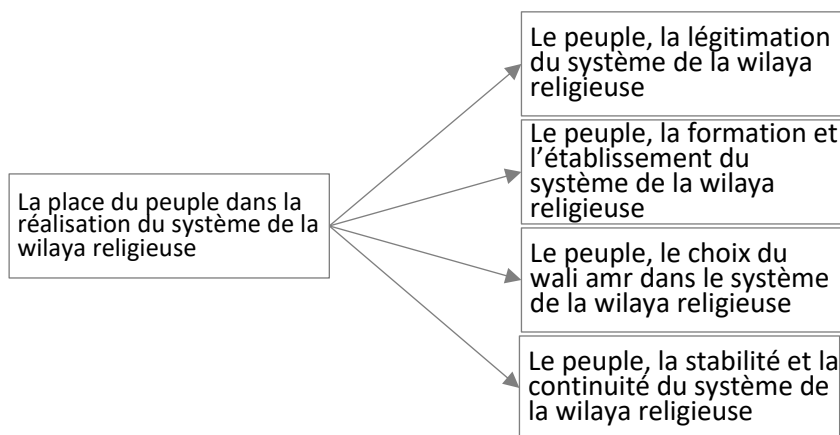 La place du peuple dans la
réalisation du système de la
wilaya religieuse
Le peuple, la légitimation
du système de la wilaya
religieuse
Le peuple, la formation et
l’établissement du
système de la wilaya
religieuse
Le peuple, le choix du
wali amr dans le système
de la wilaya religieuse
Le peuple, la stabilité et la
continuité du système de
la wilaya religieuse